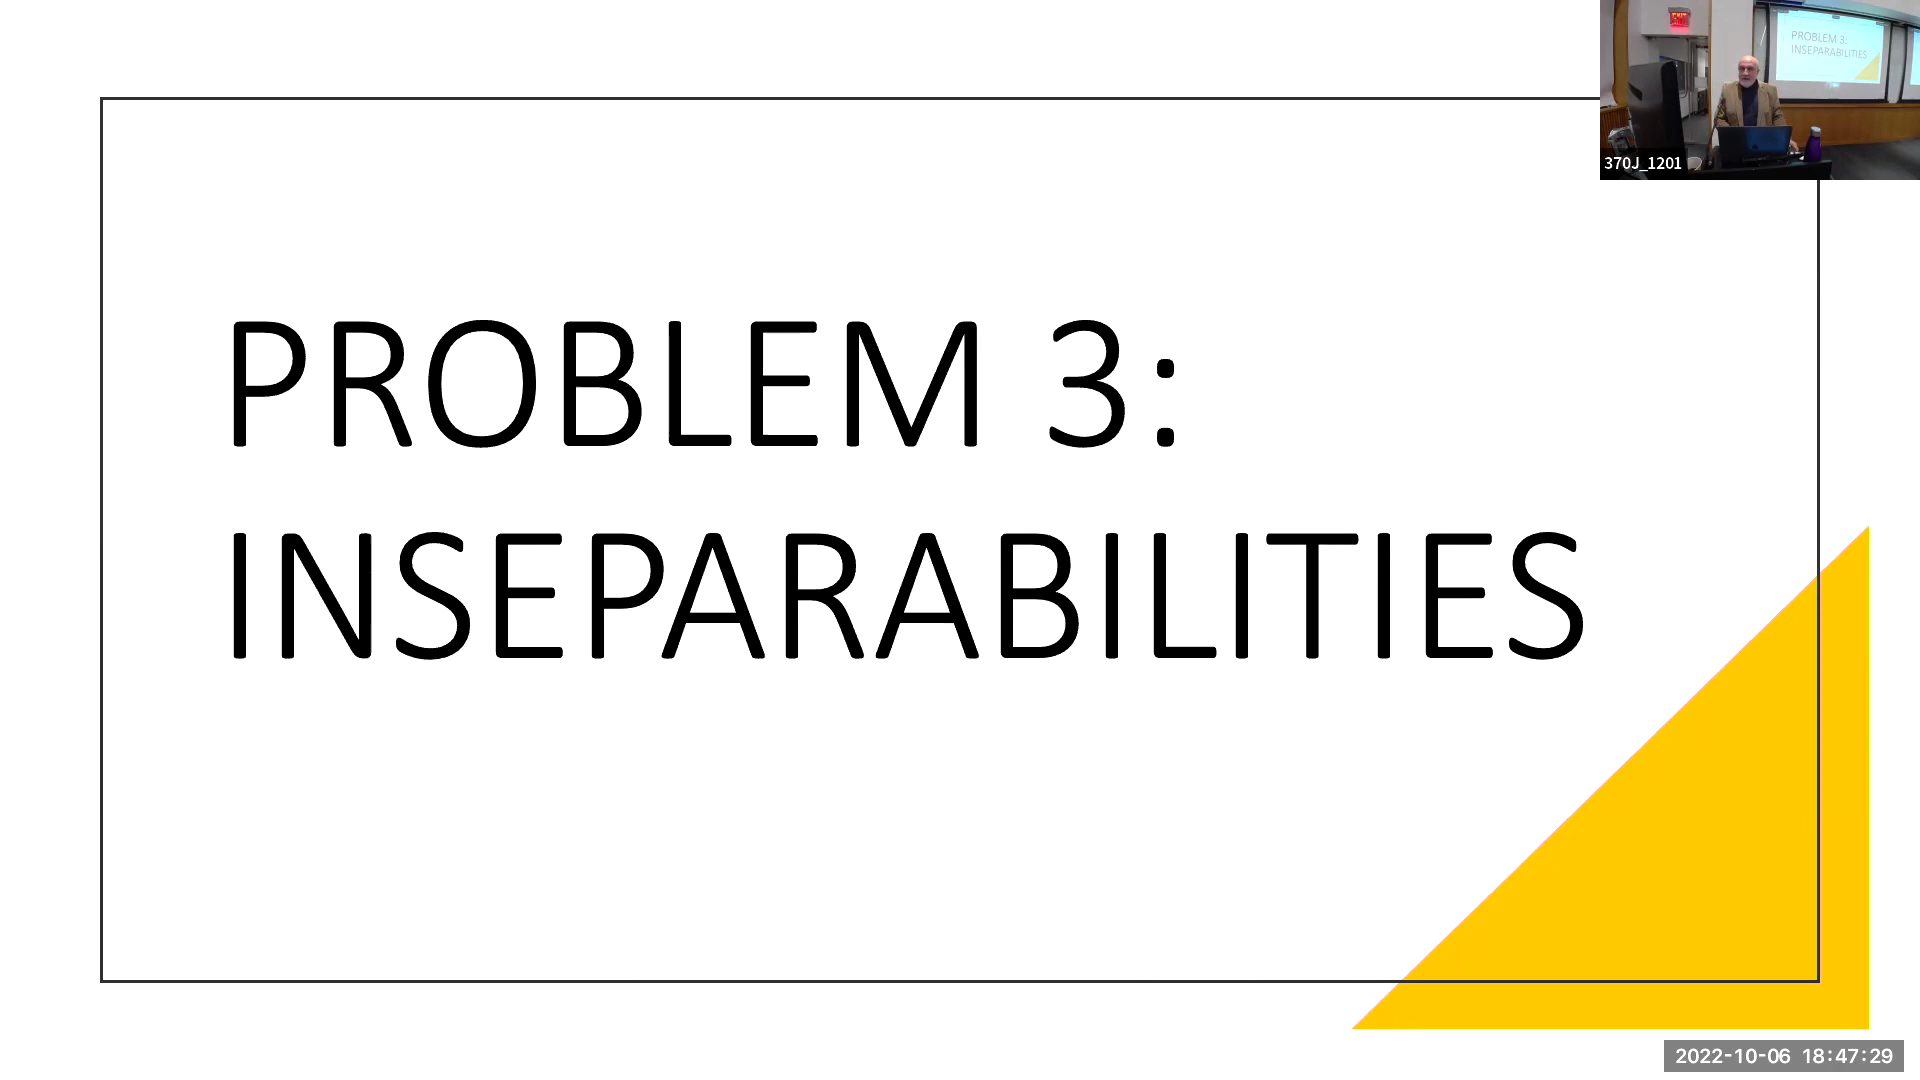 PROBLEM 3:
INSEPARABILITIES
EXIT
PROBLEM 3:
INSEPARABILITIES
370J_1201
2022-10-06 18:47:29